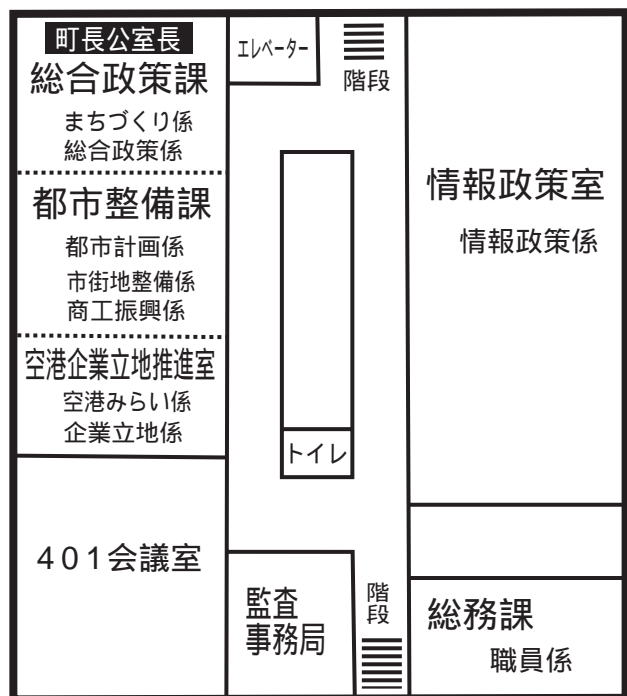 町長公室長
総合政策課
まちづくり係
総合政策係
都市整備課
都市計画係
市街地整備係
商工振興係
空港企業立地推進室
空港みらい係
企業立地係
401会議室
エレベーター
階段
トイレ
監査
事務局
階
段
情報政策室
情報政策係
総務課
職員係